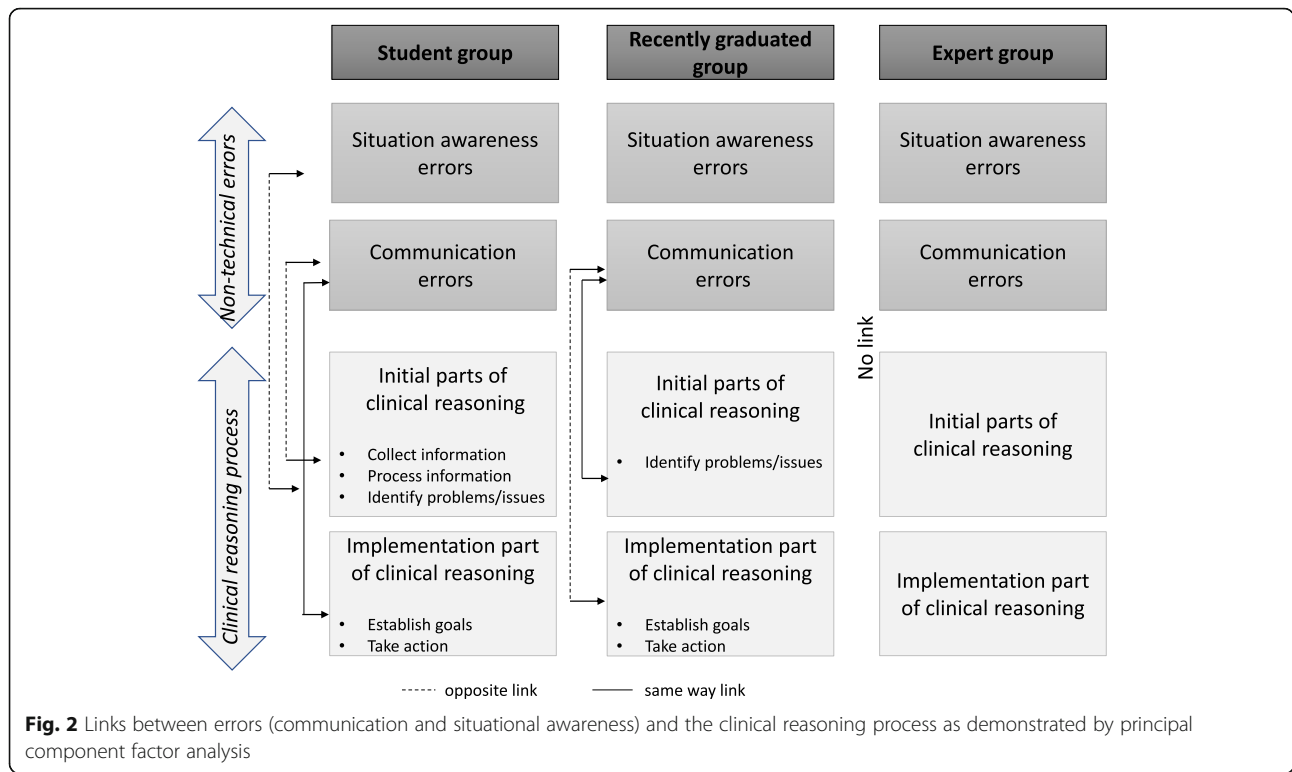 Student group
Recently graduated
group
Expert group
Non-technical errors
Situation awareness
errors
Situation awareness
errors
Situation awareness
errors
Communication
errors
Communication
errors
Communication
errors
No link
Clinical reasoning process
Initial parts of
clinical reasoning
• Collect information
• Process information
• Identify problems/issues
Initial parts of
clinical reasoning
• Identify problems/issues
Initial parts of
clinical reasoning
Implementation part
of clinical reasoning
• Establish goals
• Take action
Implementation part
of clinical reasoning
• Establish goals
• Take action
Implementation part
of clinical reasoning
opposite link
same way link
Fig. 2 Links between errors (communication and situational awareness) and the clinical reasoning process as demonstrated by principal
component factor analysis